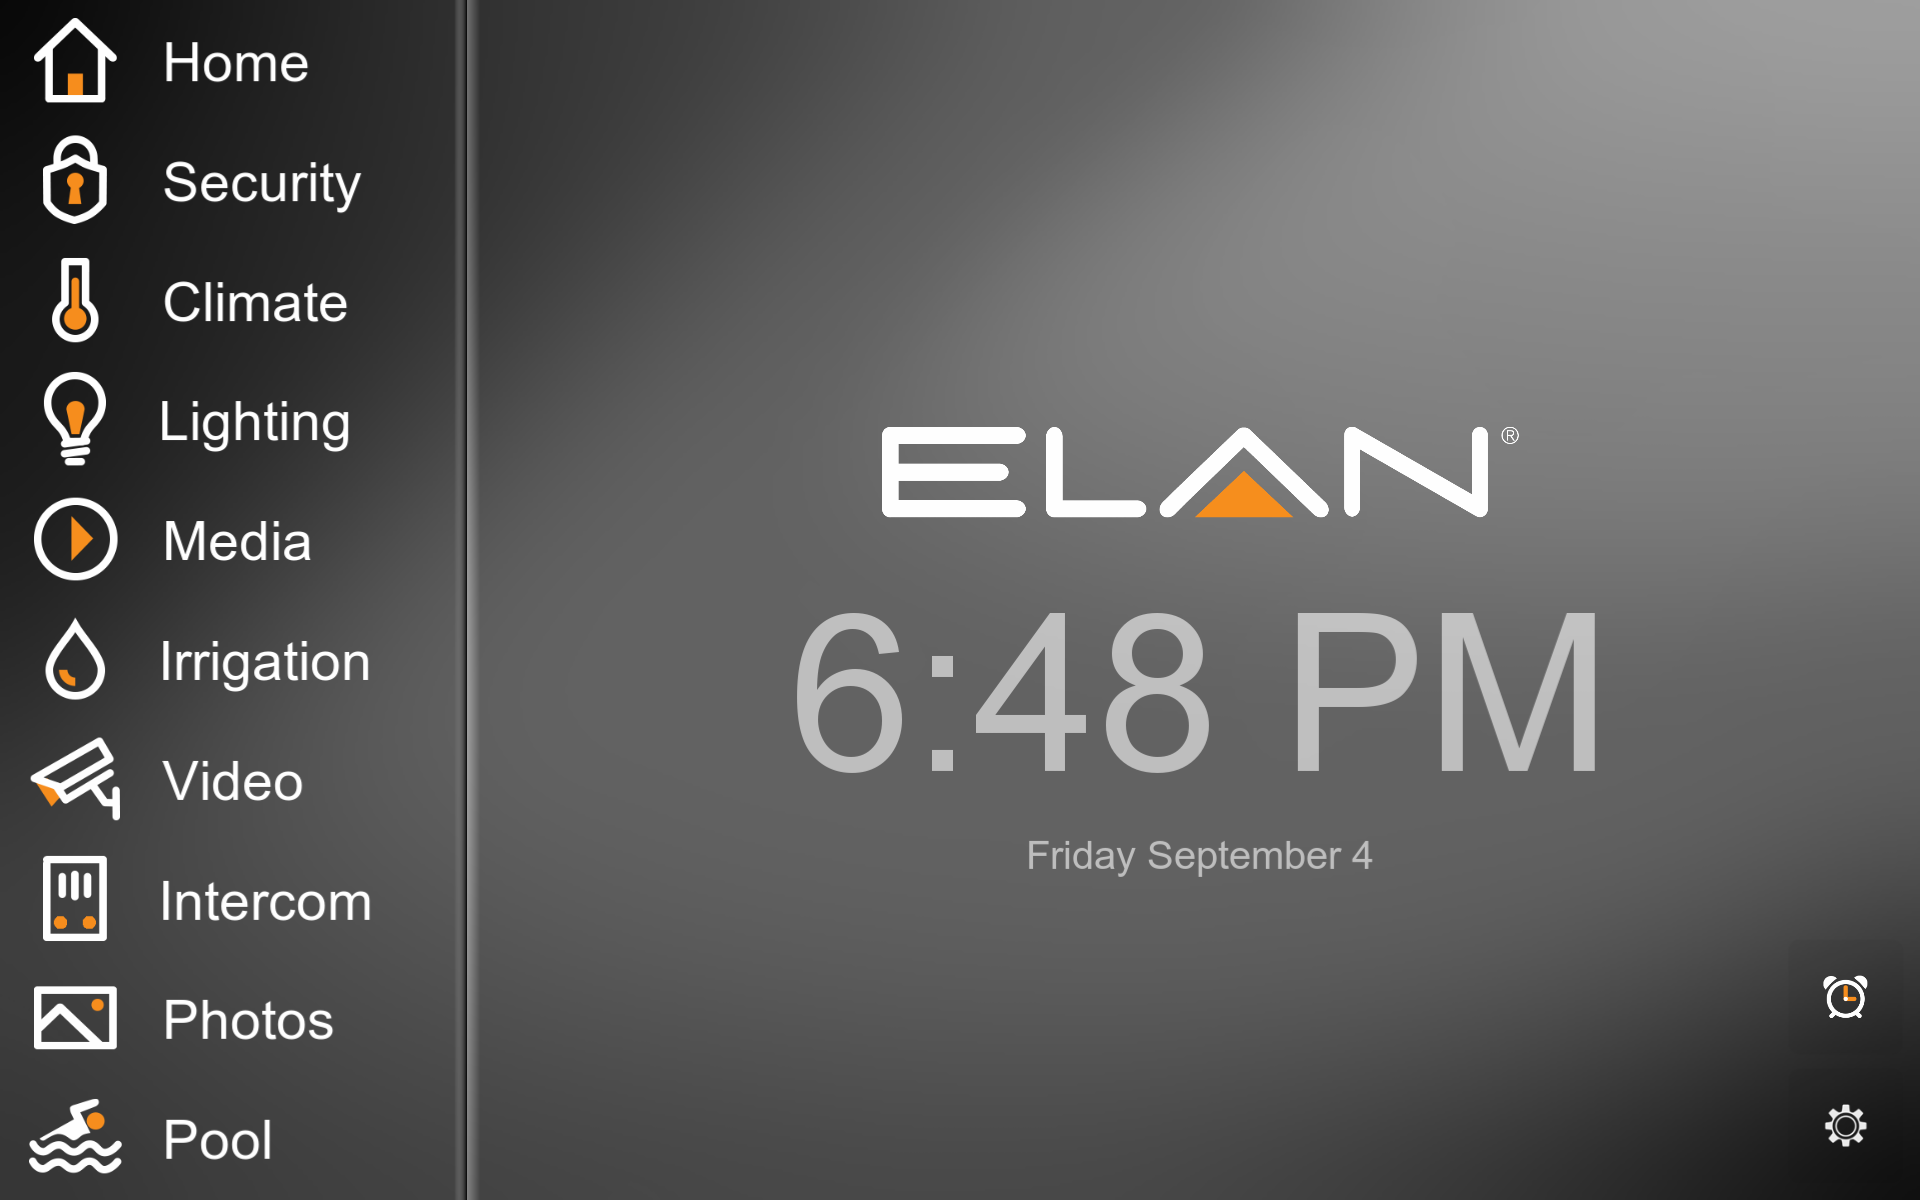 Home
Security
Climate
Lighting
Media
Irrigation
Video
Intercom
Photos
Pool
ELAN®
6:48 PM
Friday September 4